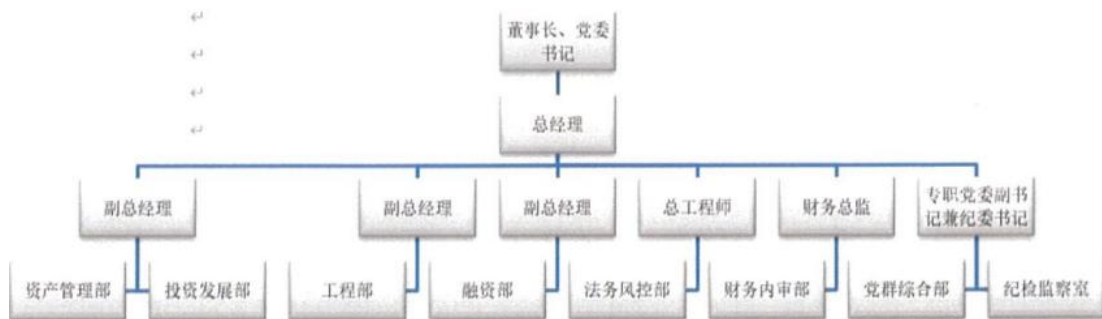 董事长、党委
书记
总经理
副总经理
副总经理
副总经理
总工程师
财务总监
专职党委副书
记兼纪委书记
资产管理部
投资发展部
工程部
融资部
法务风控部
财务内审部
党群综合部
纪检监察室